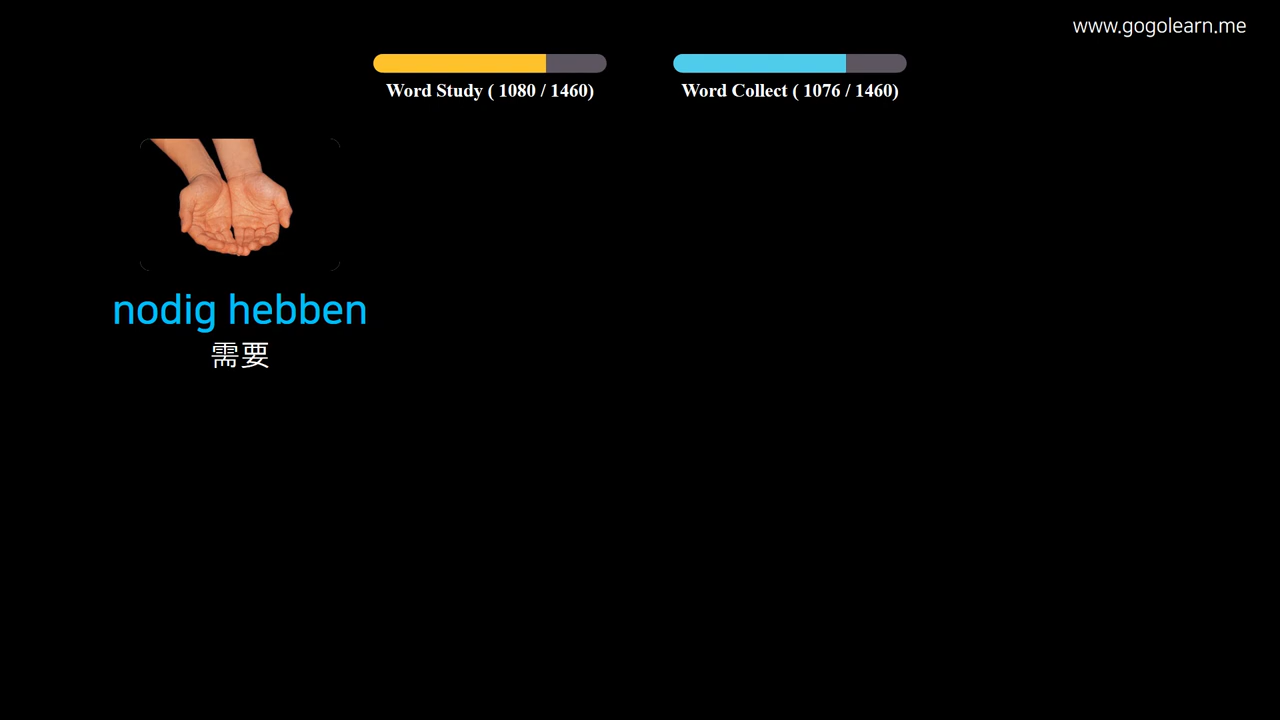 www.gogolearn.me
Word Study ( 1080 / 1460)
Word Collect ( 1076 / 1460)
nodig hebben
需要